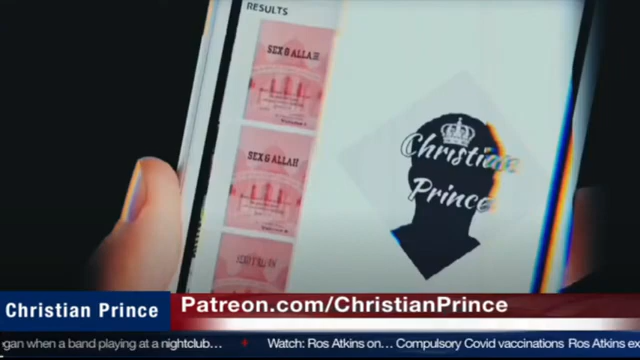 RESULTS
SEX & ALLAH
SEX & ALLAH
Christian
Prince
Christian Prince
Patreon.com/ChristianPrince
gan when a band playing at a nightclub...
Watch: Ros Atkins on... Compulsory Covid vaccinations Ros Atkins ex